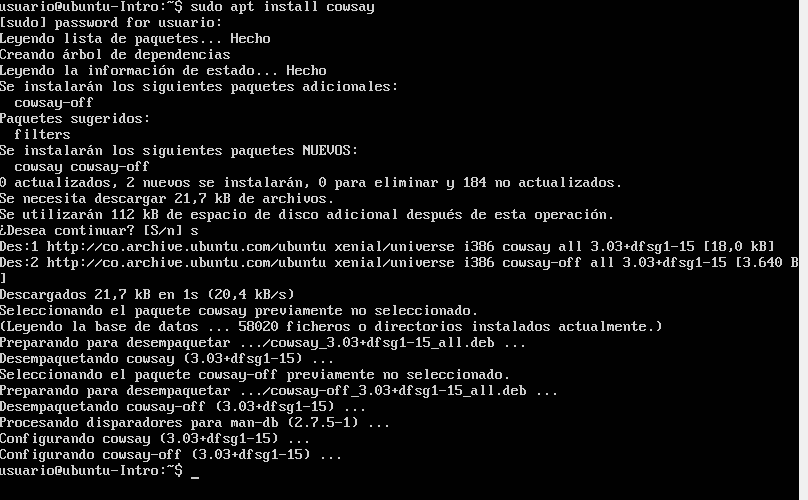 usuario@ubuntu-Intro:~$ sudo apt install cowsay
[sudo] password for usuario:
Leyendo lista de paquetes... Hecho
Creando árbol de dependencias
Leyendo la información de estado... Hecho
Se instalarán los siguientes paquetes adicionales:
  cowsay-off
Paquetes sugeridos:
  filters
Se instalarán los siguientes paquetes NUEVOS:
  cowsay cowsay-off
0 actualizados, 2 nuevos se instalarán, 0 para eliminar y 184 no actualizados.
Se necesita descargar 21,7 kB de archivos.
Se utilizarán 112 kB de espacio de disco adicional después de esta operación.
¿Desea continuar? [S/n] s
Des:1 http://co.archive.ubuntu.com/ubuntu xenial/universe i386 cowsay all 3.03+dfsg1-15 [18,0 kB]
Des:2 http://co.archive.ubuntu.com/ubuntu xenial/universe i386 cowsay-off all 3.03+dfsg1-15 [3.640 B
]
Descargados 21,7 kB en 1s (20,4 kB/s)
Seleccionando el paquete cowsay previamente no seleccionado.
(Leyendo la base de datos ... 58020 ficheros o directorios instalados actualmente.)
Preparando para desempaquetar .../cowsay_3.03+dfsg1-15_all.deb ...
Desempaquetando cowsay (3.03+dfsg1-15) ...
Seleccionando el paquete cowsay-off previamente no seleccionado.
Preparando para desempaquetar .../cowsay-off_3.03+dfsg1-15_all.deb ...
Desempaquetando cowsay-off (3.03+dfsg1-15) ...
Procesando disparadores para man-db (2.7.5-1) ...
Configurando cowsay (3.03+dfsg1-15) ...
Configurando cowsay-off (3.03+dfsg1-15) ...
usuario@ubuntu-Intro:~$ _